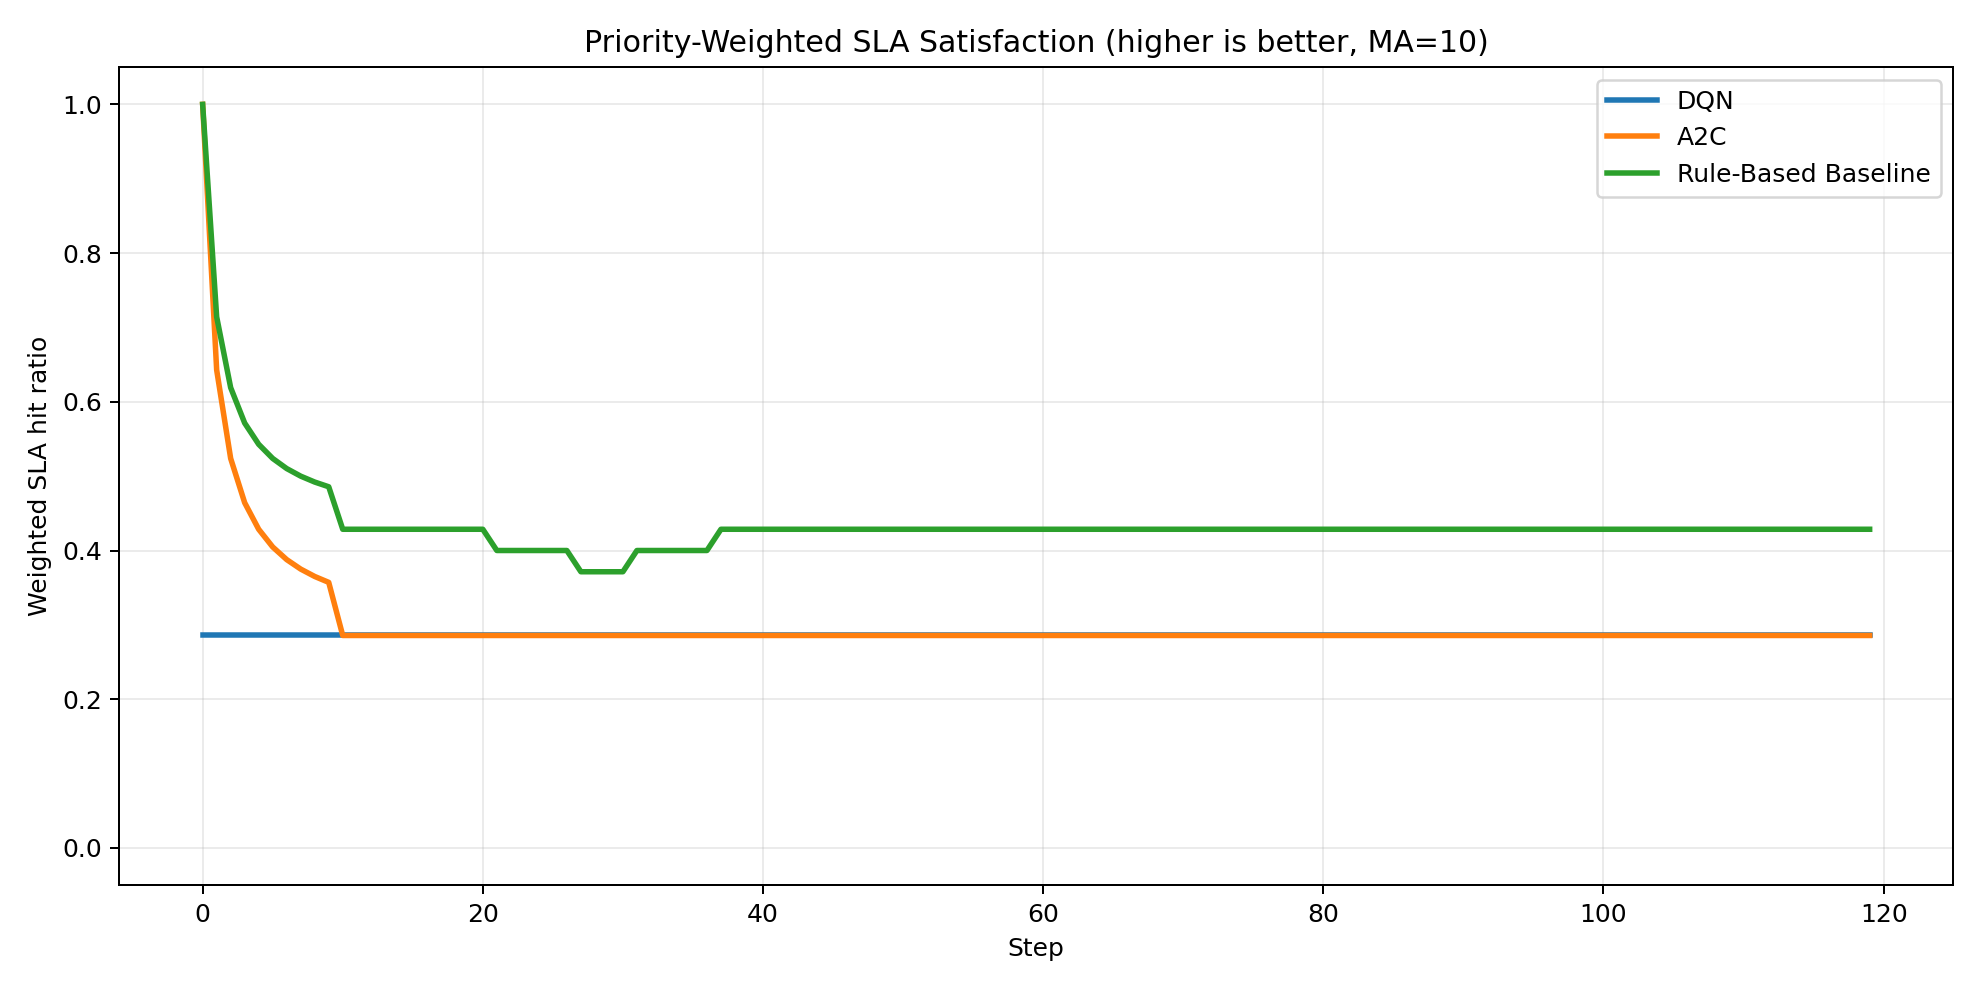 Priority-Weighted SLA Satisfaction (higher is better, MA=10)
DQN
A2C
Rule-Based Baseline
Weighted SLA hit ratio
1.0
0.8
0.6
0.4
0.2
0.0
0 20 40 60 80 100 120
Step